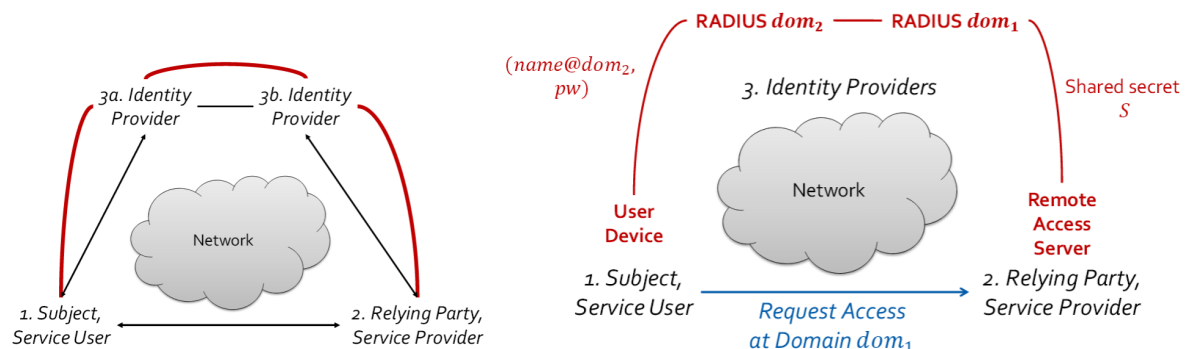 3a. Identity
Provider
3b. Identity
Provider
Network
1. Subject,
Service User
2. Relying Party,
Service Provider
RADIUS dom₂
RADIUS dom₁
(name@dom₂,
pw)
3. Identity Providers
Shared secret
S
Network
User
Device
Remote
Access
Server
1. Subject,
Service User
2. Relying Party,
Service Provider
Request Access
at Domain dom₁